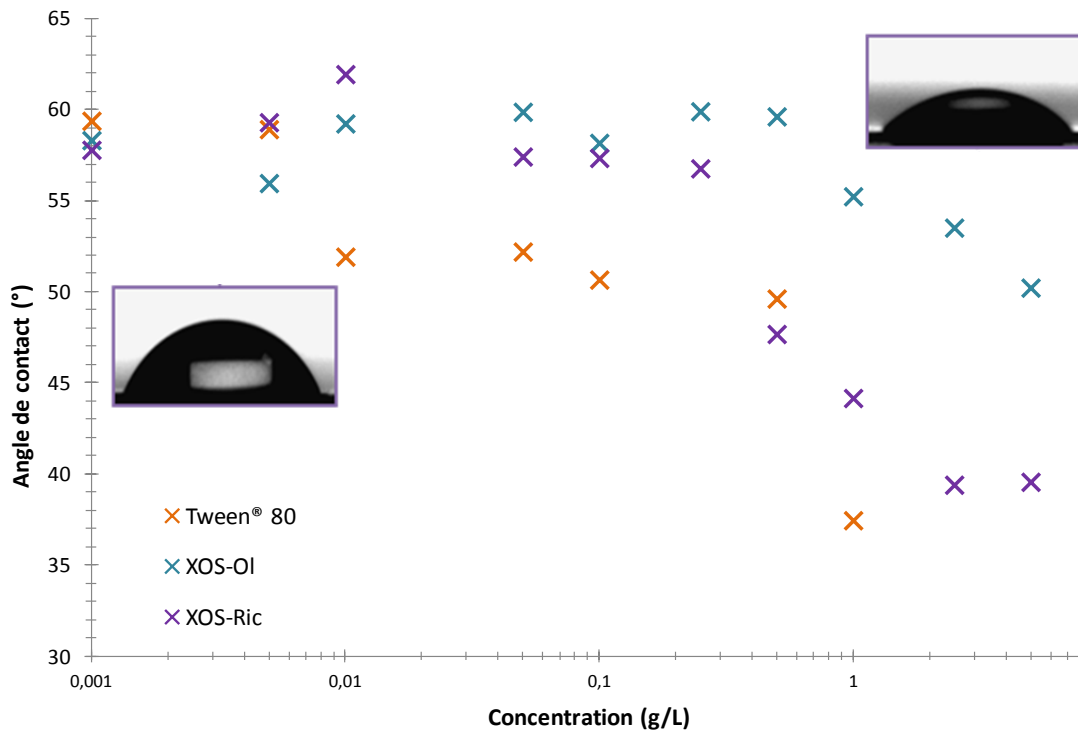 65
60
55
50
45
40
35
30
Angle de contact (°)
Tween® 80
XOS-Ol
XOS-Ric
0,001
0,01
0,1
1
Concentration (g/L)